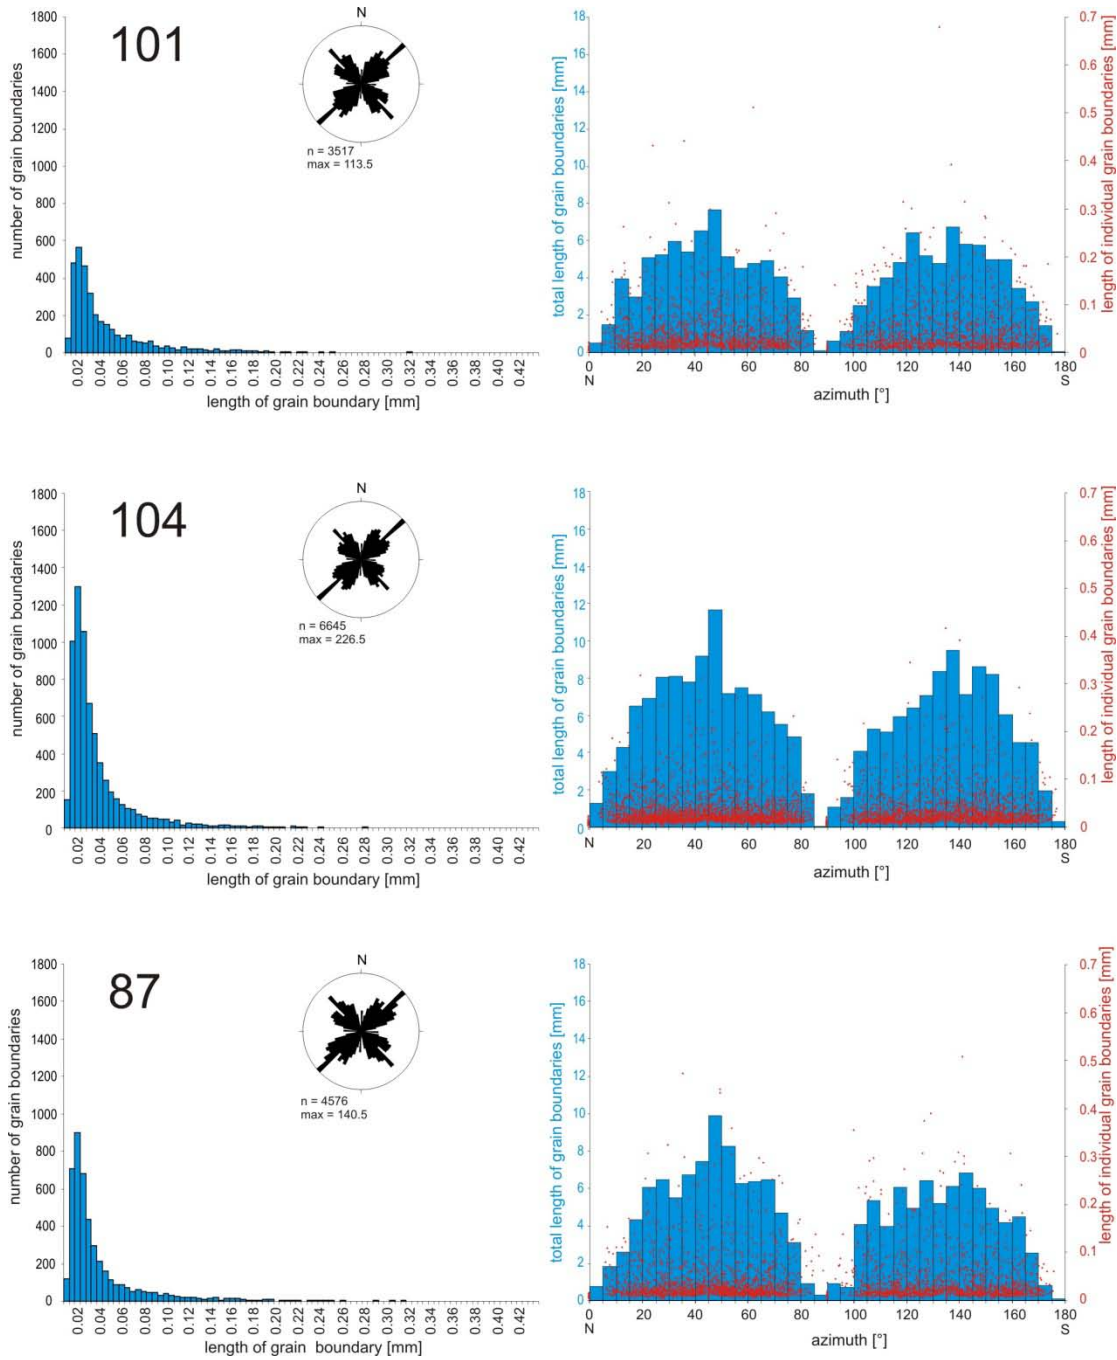 101
number of grain boundaries
1800
1600
1400
1200
1000
800
600
400
200
0
0.02 0.04 0.06 0.08 0.10 0.12 0.14 0.16 0.18 0.20 0.22 0.24 0.26 0.28 0.30 0.32 0.34 0.36 0.38 0.40 0.42
length of grain boundary [mm]
N
n = 3517
max = 113.5
total length of grain boundaries [mm]
18
16
14
12
10
8
6
4
2
0
0 20 40 60 80 100 120 140 160 180
N S
azimuth [°]
0.7
0.6
0.5
0.4
0.3
0.2
0.1
0
length of individual grain boundaries [mm]
104
number of grain boundaries
1800
1600
1400
1200
1000
800
600
400
200
0
0.02 0.04 0.06 0.08 0.10 0.12 0.14 0.16 0.18 0.20 0.22 0.24 0.26 0.28 0.30 0.32 0.34 0.36 0.38 0.40 0.42
length of grain boundary [mm]
N
n = 6645
max = 226.5
total length of grain boundaries [mm]
18
16
14
12
10
8
6
4
2
0
0 20 40 60 80 100 120 140 160 180
N S
azimuth [°]
0.7
0.6
0.5
0.4
0.3
0.2
0.1
0
length of individual grain boundaries [mm]
87
number of grain boundaries
1800
1600
1400
1200
1000
800
600
400
200
0
0.02 0.04 0.06 0.08 0.10 0.12 0.14 0.16 0.18 0.20 0.22 0.24 0.26 0.28 0.30 0.32 0.34 0.36 0.38 0.40 0.42
length of grain boundary [mm]
N
n = 4576
max = 140.5
total length of grain boundaries [mm]
18
16
14
12
10
8
6
4
2
0
0 20 40 60 80 100 120 140 160 180
N S
azimuth [°]
0.7
0.6
0.5
0.4
0.3
0.2
0.1
0
length of individual grain boundaries [mm]